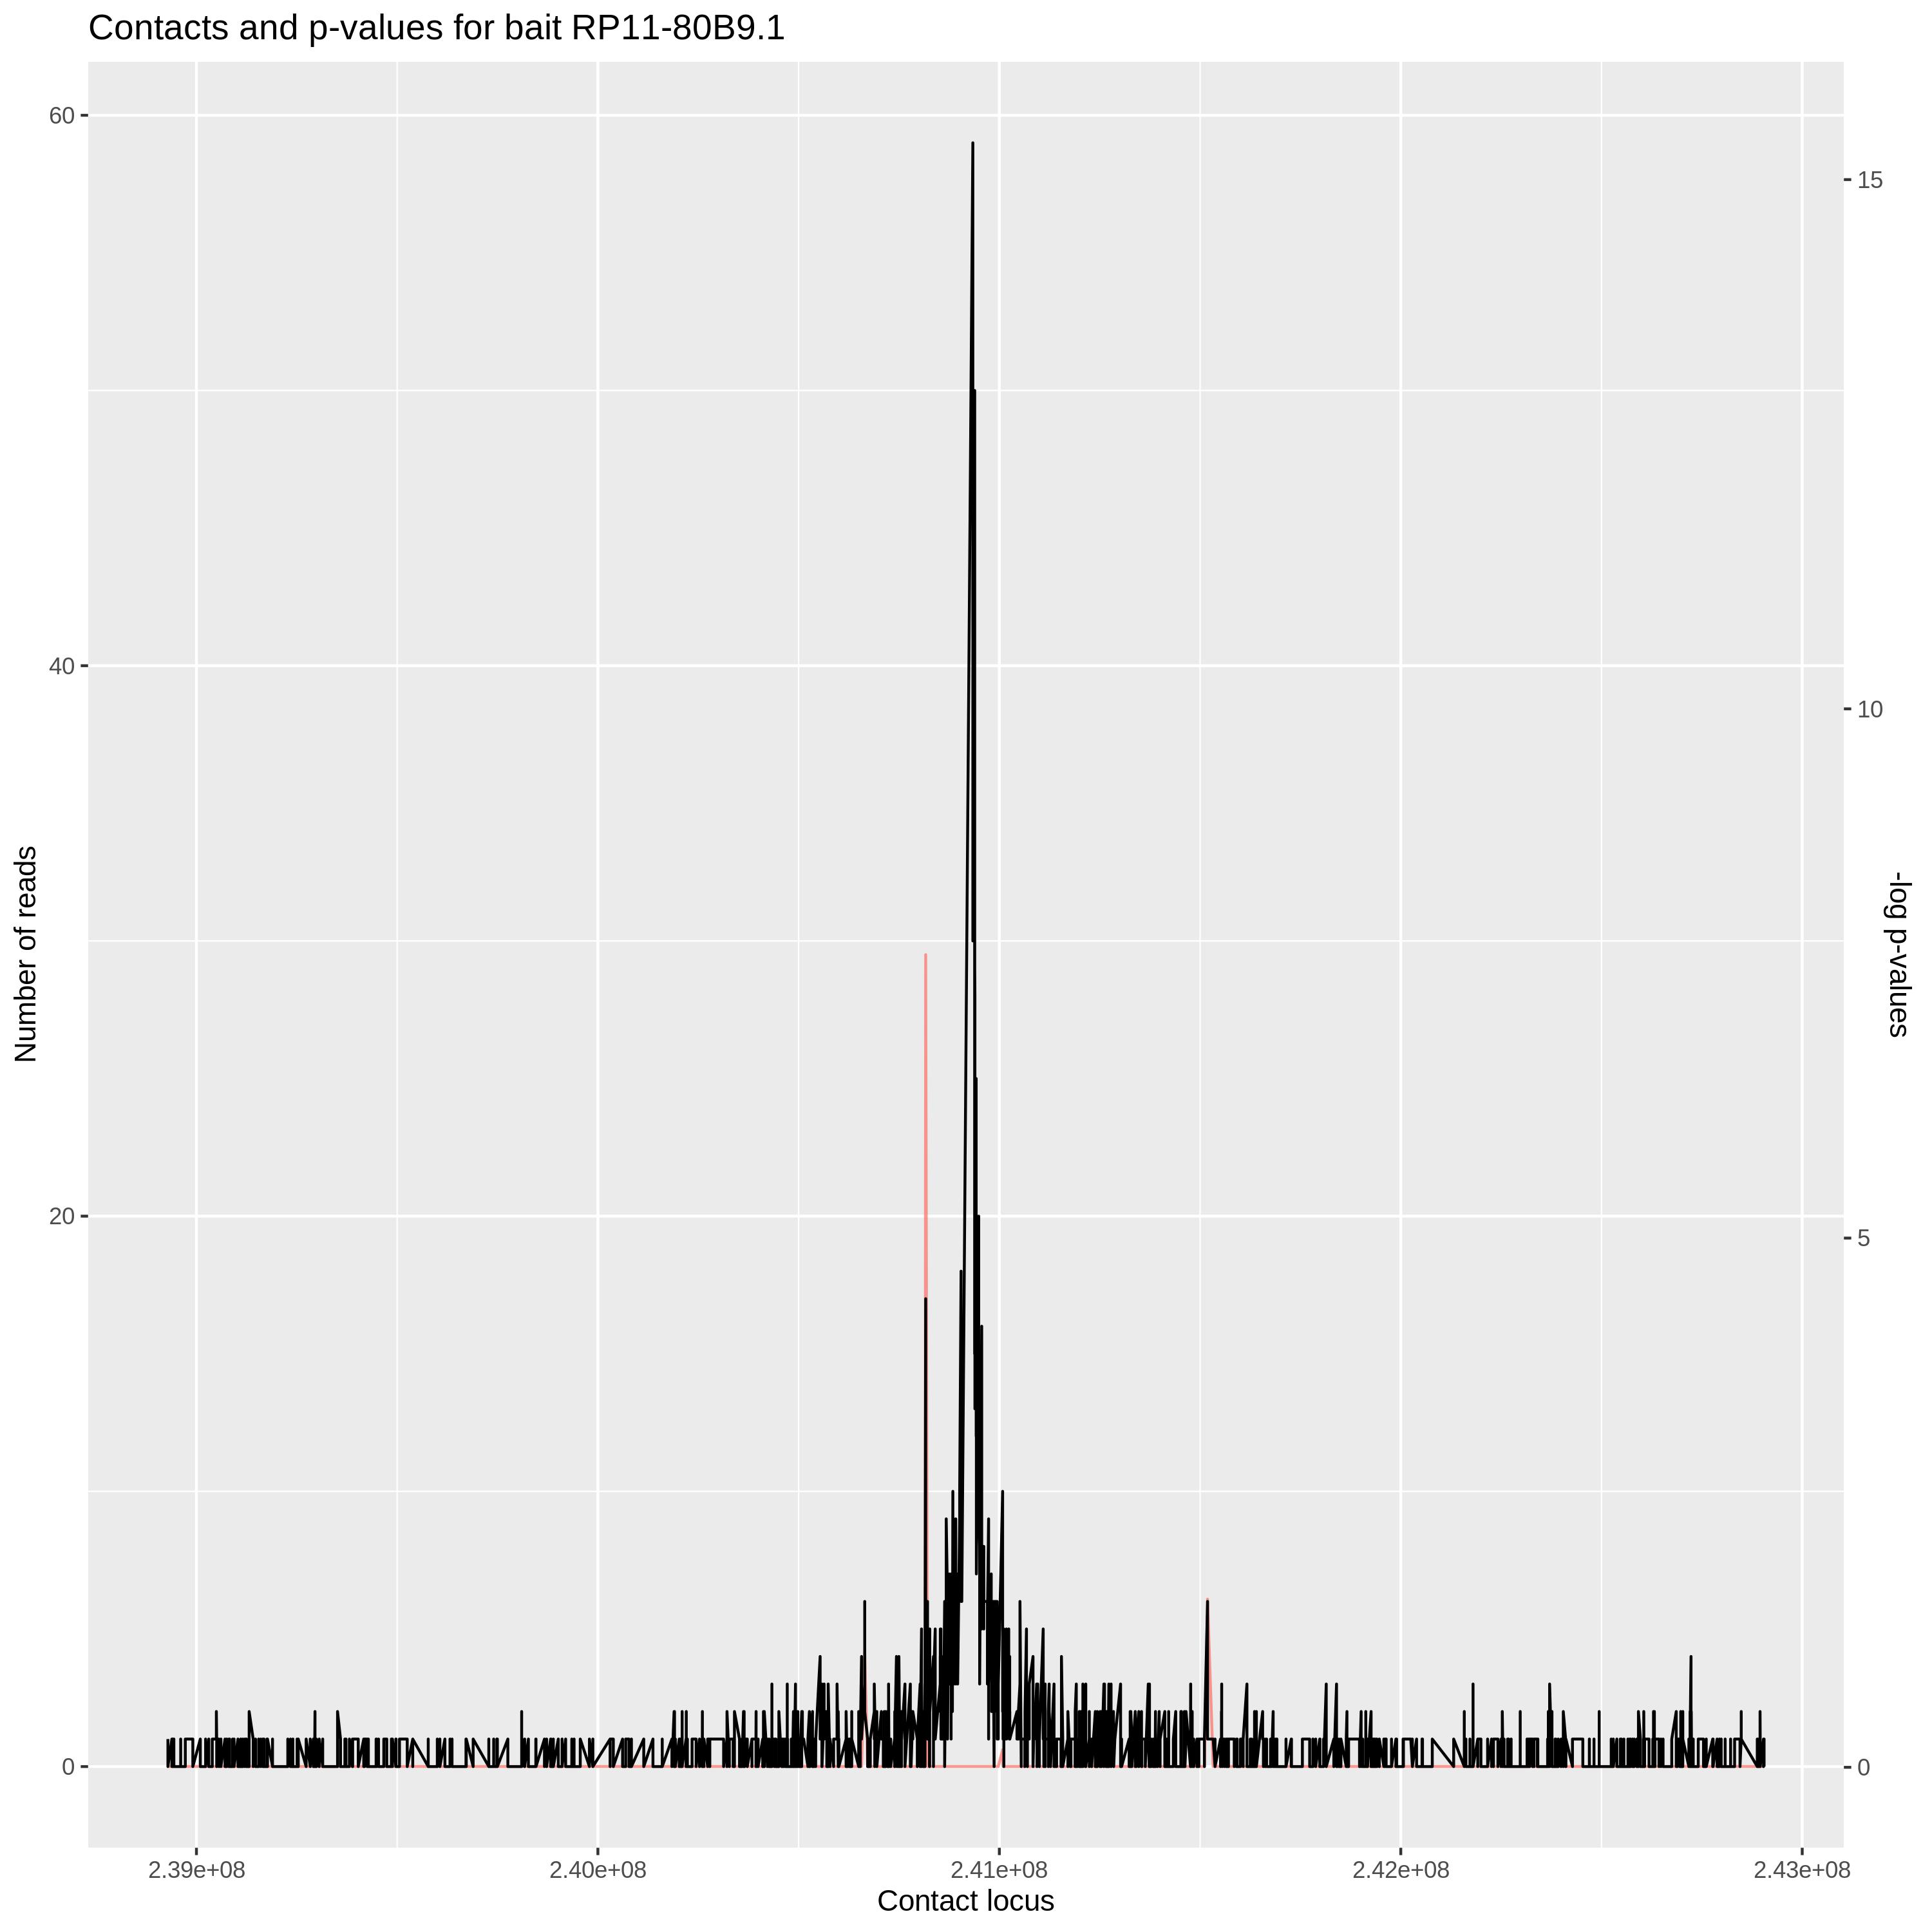 Contacts and p-values for bait RP11-80B9.1
60
40
20
0
Number of reads
15
10
5
0
-log p-values
2.39e+08 2.40e+08 2.41e+08 2.42e+08 2.43e+08
Contact locus